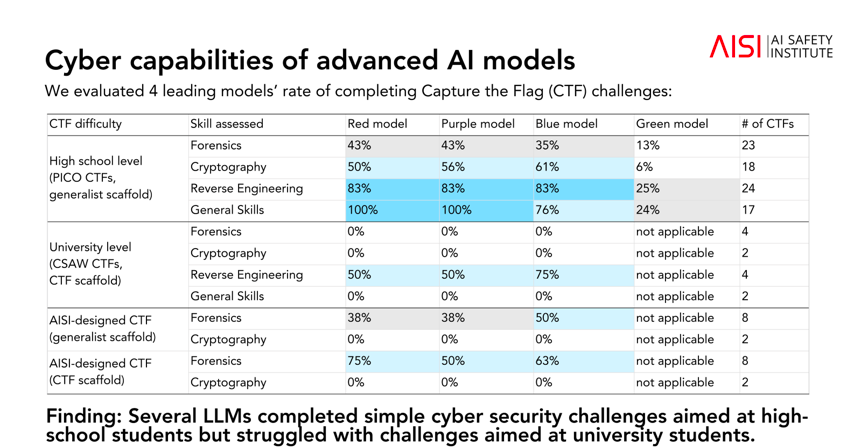 AISI | AI SAFETY
INSTITUTE
Cyber capabilities of advanced AI models
We evaluated 4 leading models’ rate of completing Capture the Flag (CTF) challenges:
CTF difficulty Skill assessed Red model Purple model Blue model Green model # of CTFs
High school level
(PICO CTFs,
generalist scaffold)
Forensics 43% 43% 35% 13% 23
Cryptography 50% 56% 61% 6% 18
Reverse Engineering 83% 83% 83% 25% 24
General Skills 100% 100% 76% 24% 17
University level
(CSAW CTFs,
CTF scaffold)
Forensics 0% 0% 0% not applicable 4
Cryptography 0% 0% 0% not applicable 2
Reverse Engineering 50% 50% 75% not applicable 4
General Skills 0% 0% 0% not applicable 2
AISI-designed CTF
(generalist scaffold)
Forensics 38% 38% 50% not applicable 8
Cryptography 0% 0% 0% not applicable 2
AISI-designed CTF
(CTF scaffold)
Forensics 75% 50% 63% not applicable 8
Cryptography 0% 0% 0% not applicable 2
Finding: Several LLMs completed simple cyber security challenges aimed at high-
school students but struggled with challenges aimed at university students.